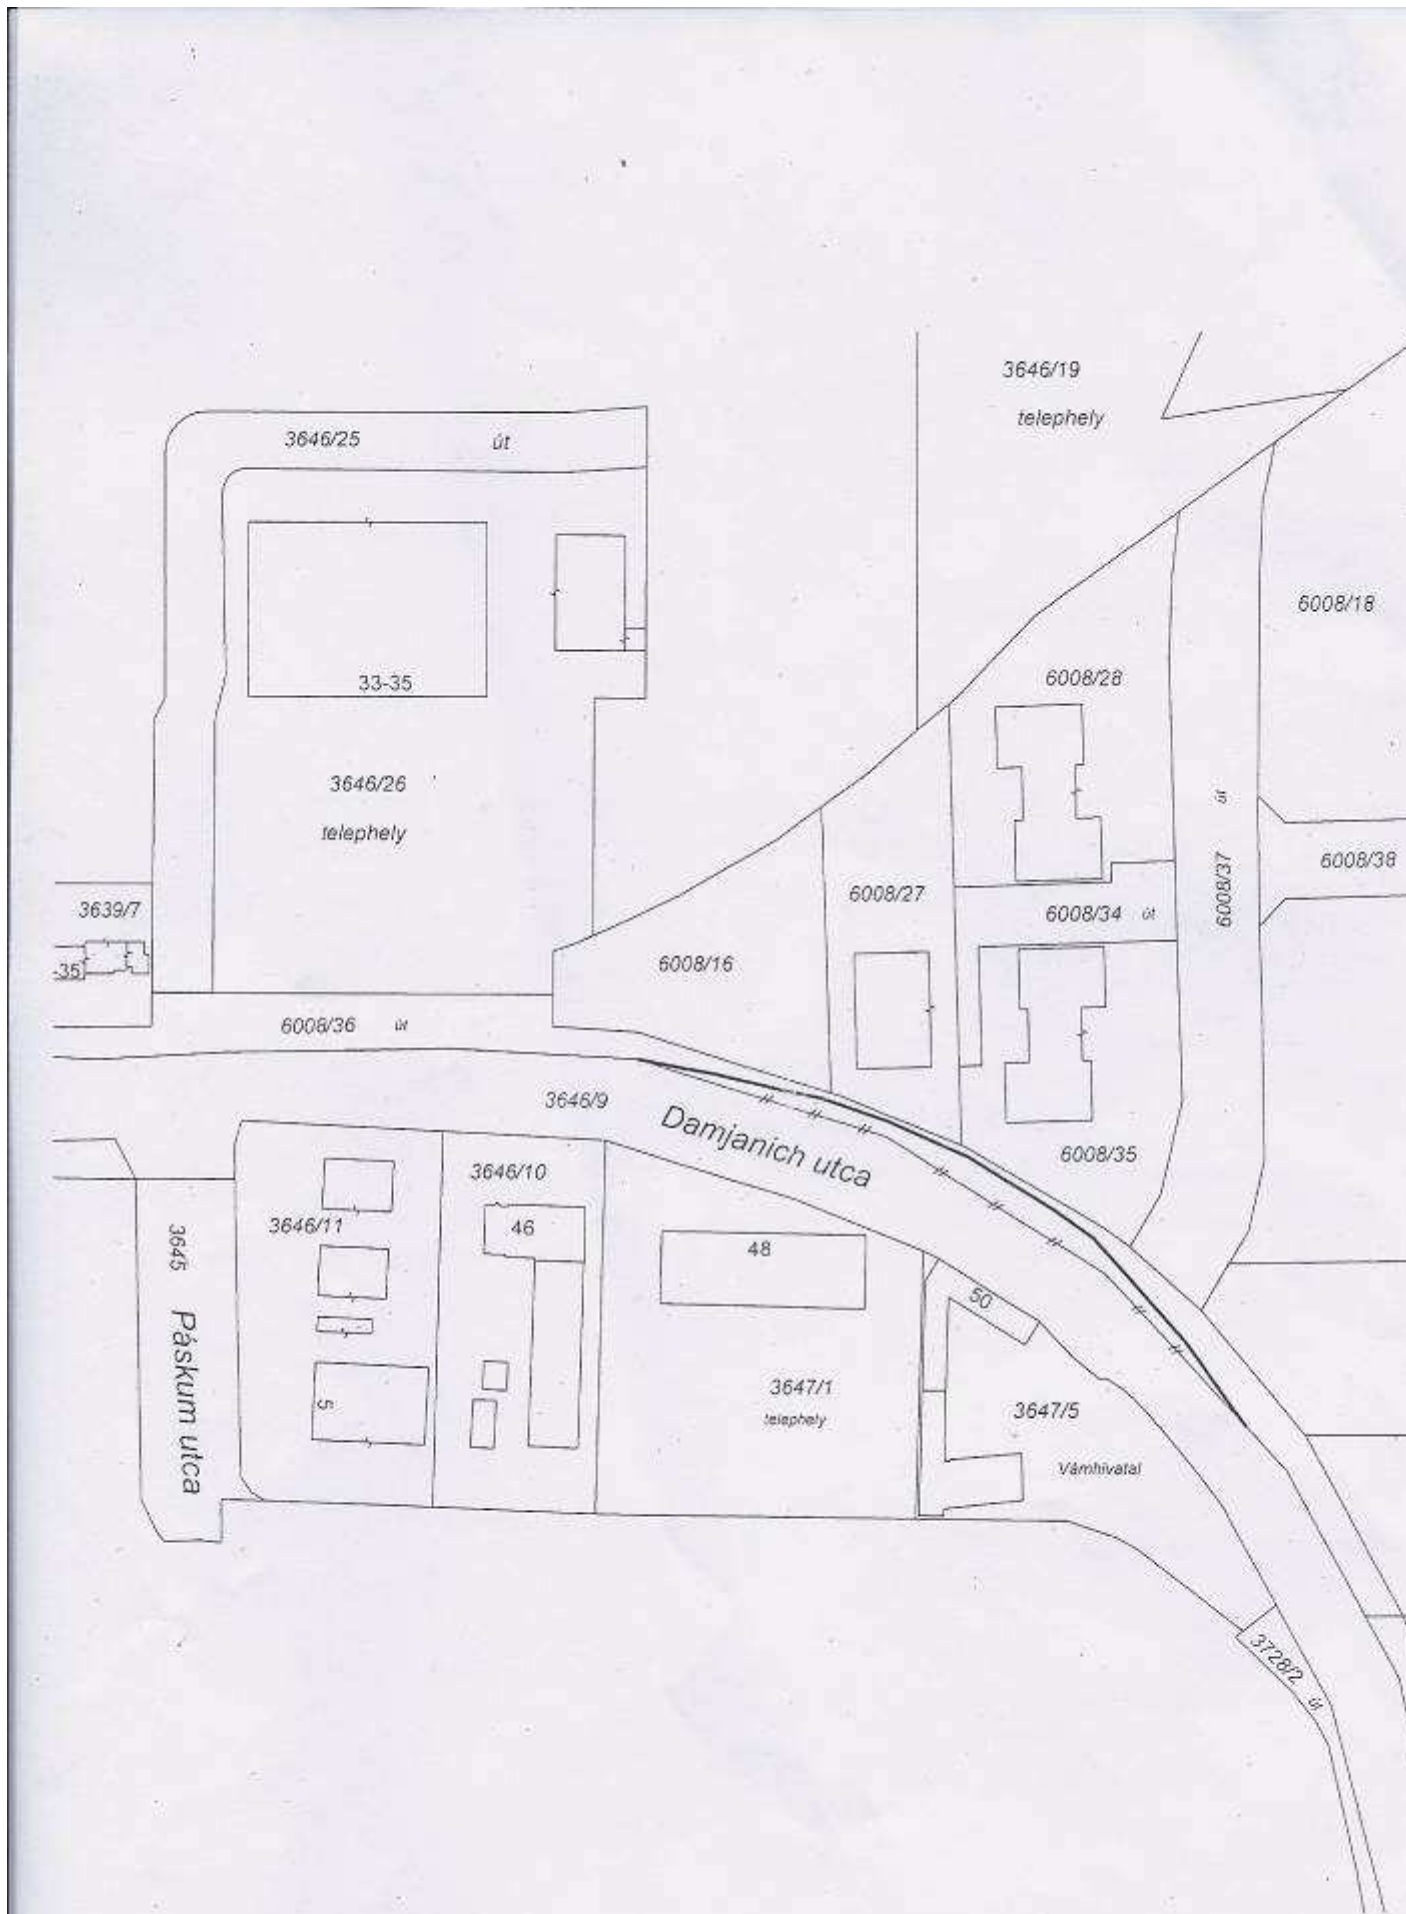 3646/19
telephely
3646/25 út
6008/18
33-35
6008/28
3646/26
telephely
út
6008/37
6008/38
3639/7
6008/27
6008/34 út
-35
6008/16
6008/36 út
3646/9
Damjanich utca
6008/35
3646/10
3646/11
46
48
3645
Páskum utca
50
5
3647/1
telephely
3647/5
Vámhivatal
3728/2 út